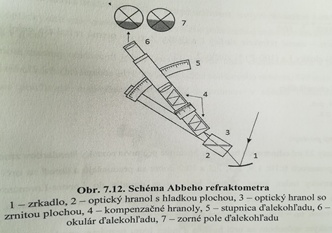 7
6
5
4
3
2
1
Obr. 7.12. Schéma Abbeho refraktometra
1 – zrkadlo, 2 – optický hranol s hladkou plochou, 3 – optický hranol so
zrnitou plochou, 4 – kompenzačné hranoly, 5 – stupnica ďalekohľadu, 6 –
okulár ďalekohľadu, 7 – zorné pole ďalekohľadu